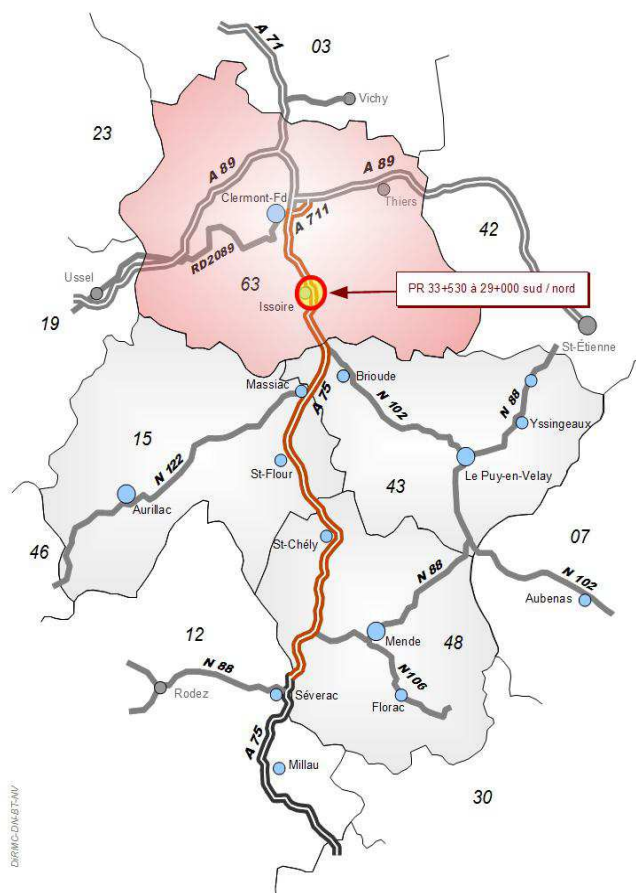 A 71
03
Vichy
23
A 89
A 89
Clermont-Fd
Thiers
A 711
42
RD2089
Ussel
63
Issoire
PR 33+530 à 29+000 sud / nord
19
St-Étienne
Massiac
Brioude
A 75
N 102
N 88
Yssingeaux
15
N 122
St-Flour
Le Puy-en-Velay
43
Aurillac
St-Chély
07
46
N 88
N 102
Aubenas
12
Mende
48
N 88
N106
Rodez
Séverac
Florac
A 75
Millau
30
DIRMC-DN-BT-NV